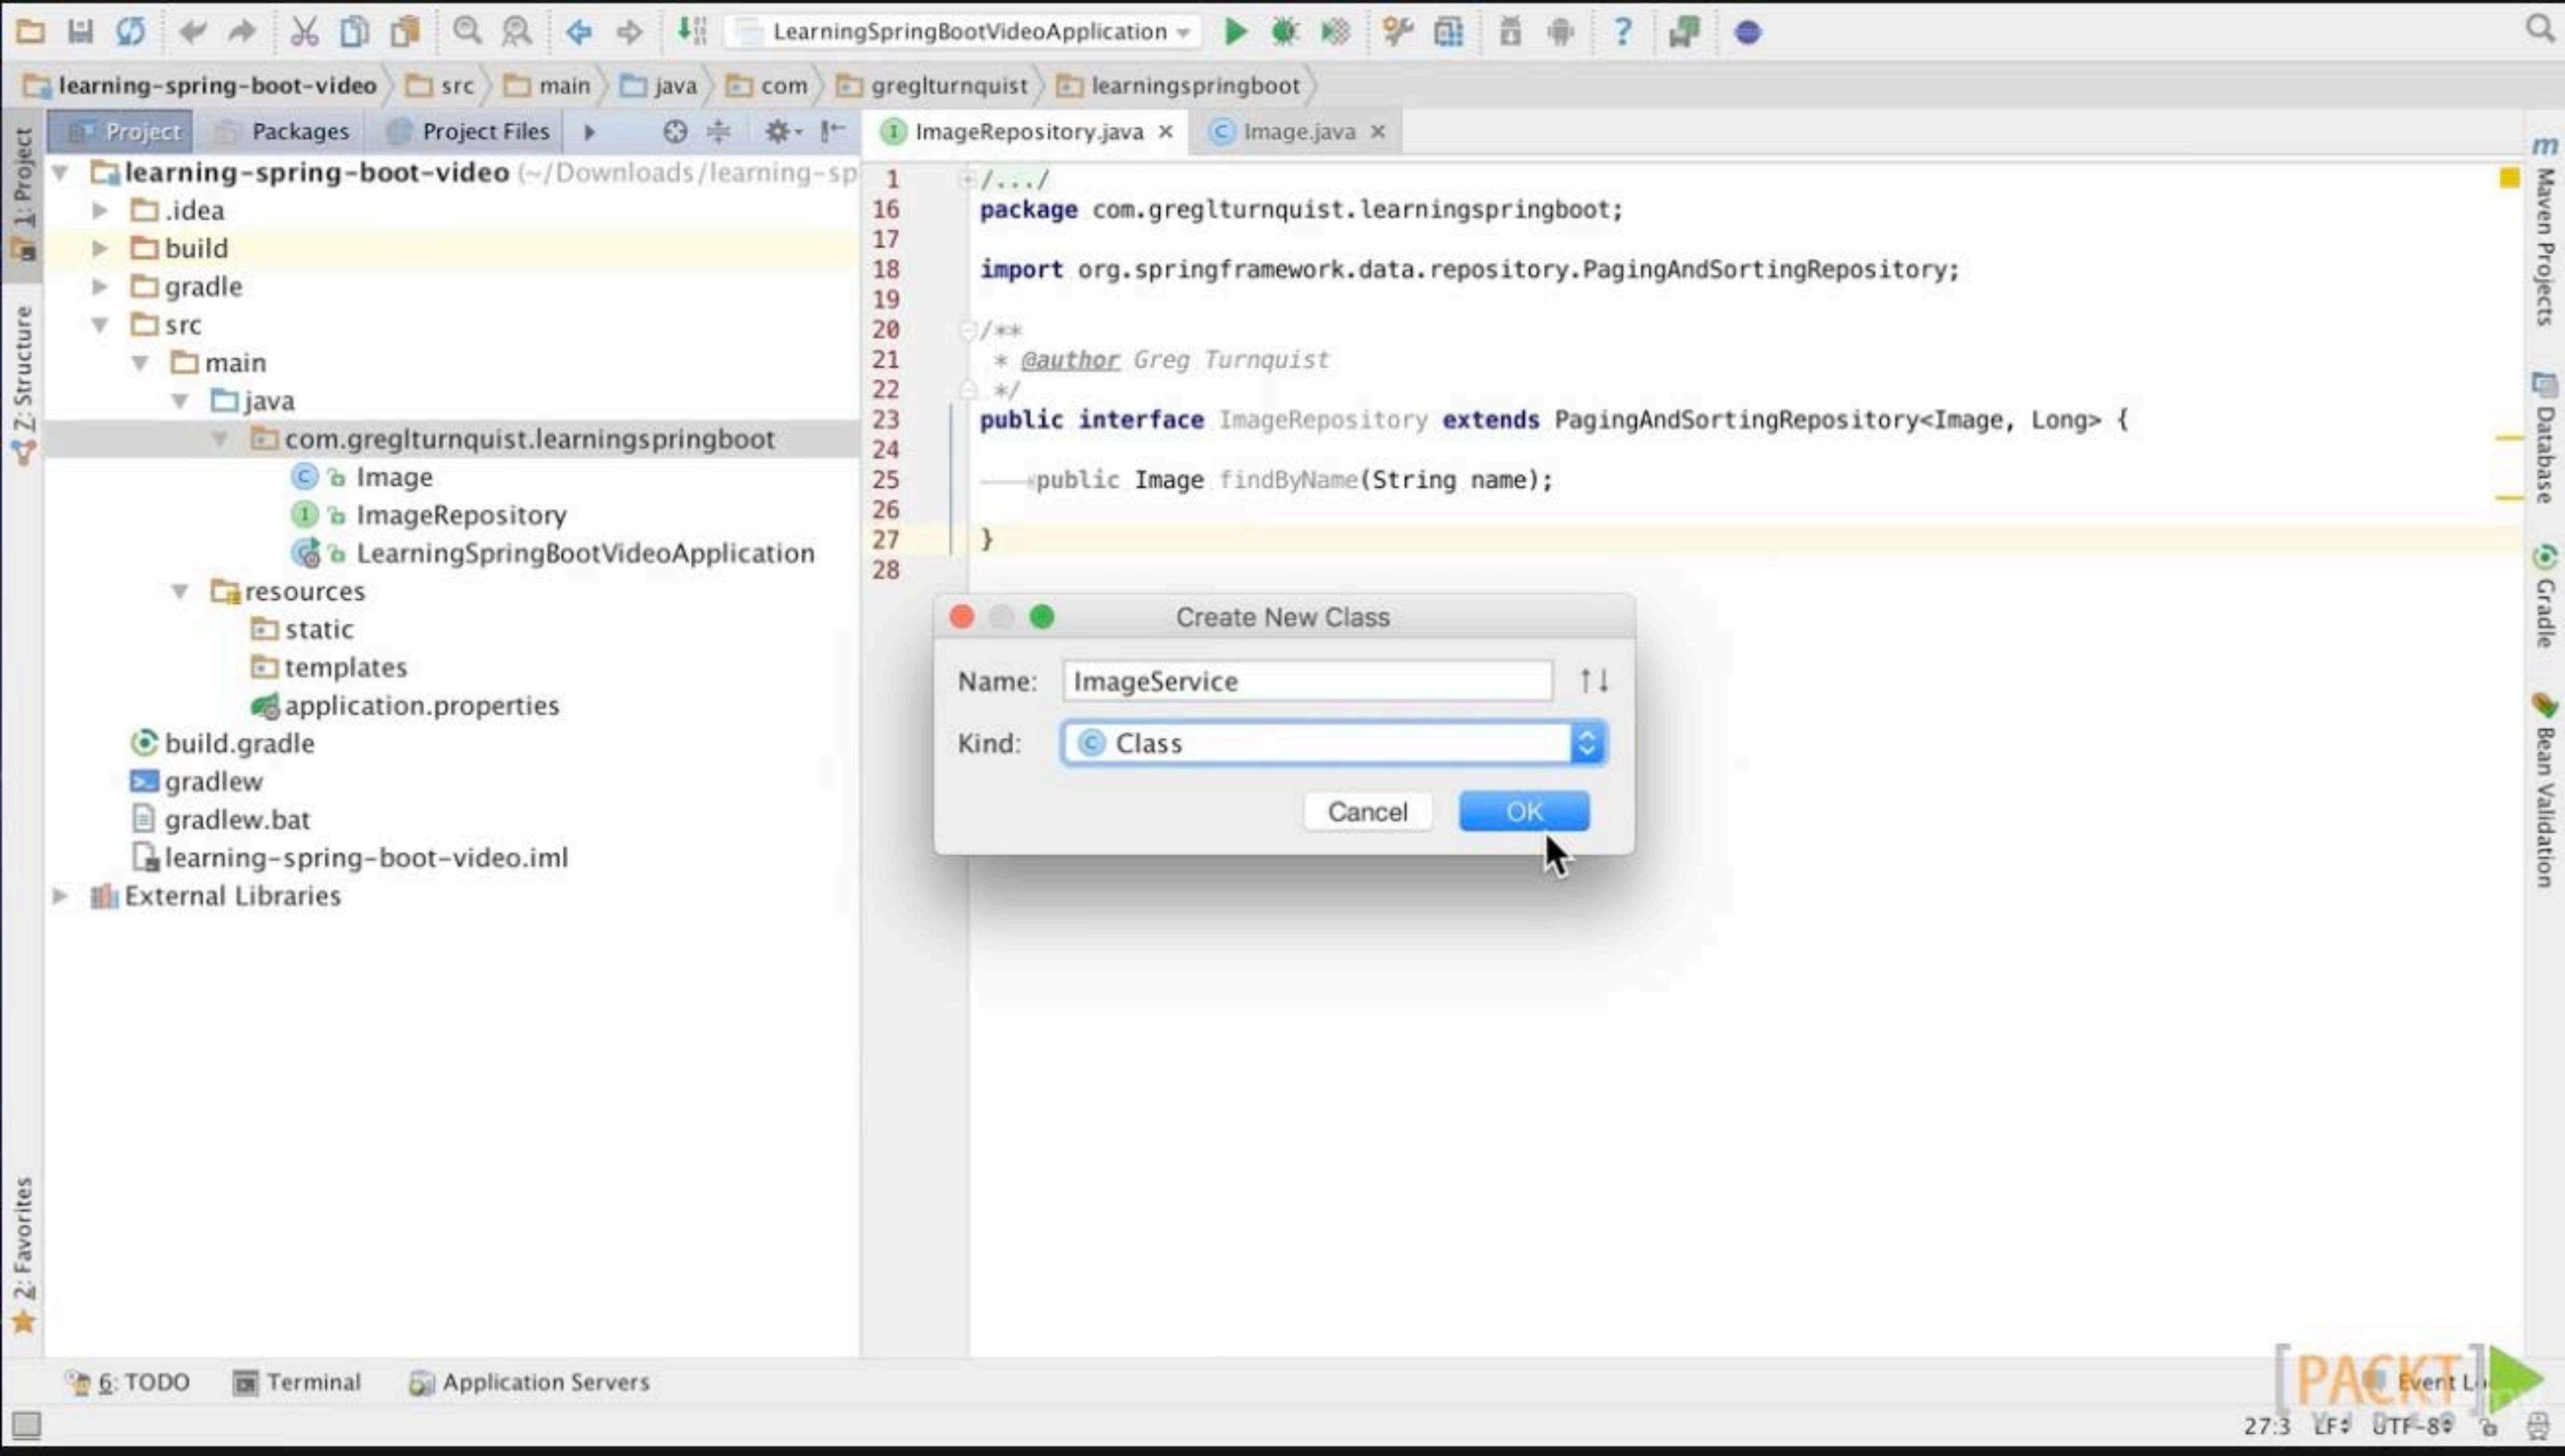 LearningSpringBootVideoApplication
learning-spring-boot-video src main java com greglturnquist learningspringboot
Project Packages Project Files
ImageRepository.java Image.java
1: Project
Z: Structure
2: Favorites
learning-spring-boot-video (~/Downloads/learning-sp
.idea
build
gradle
src
main
java
com.greglturnquist.learningspringboot
Image
ImageRepository
LearningSpringBootVideoApplication
resources
static
templates
application.properties
build.gradle
gradlew
gradlew.bat
learning-spring-boot-video.iml
External Libraries
1 /.../
16 package com.greglturnquist.learningspringboot;
17
18 import org.springframework.data.repository.PagingAndSortingRepository;
19
20 /**
21 * @author Greg Turnquist
22 */
23 public interface ImageRepository extends PagingAndSortingRepository<Image, Long> {
24
25 public Image findByName(String name);
26
27 }
28
Create New Class
Name: ImageService ↑↓
Kind: C Class
Cancel OK
m Maven Projects
Database
Gradle
Bean Validation
6: TODO Terminal Application Servers
[PACKT]
Event Lo
27:3 LF UTF-8